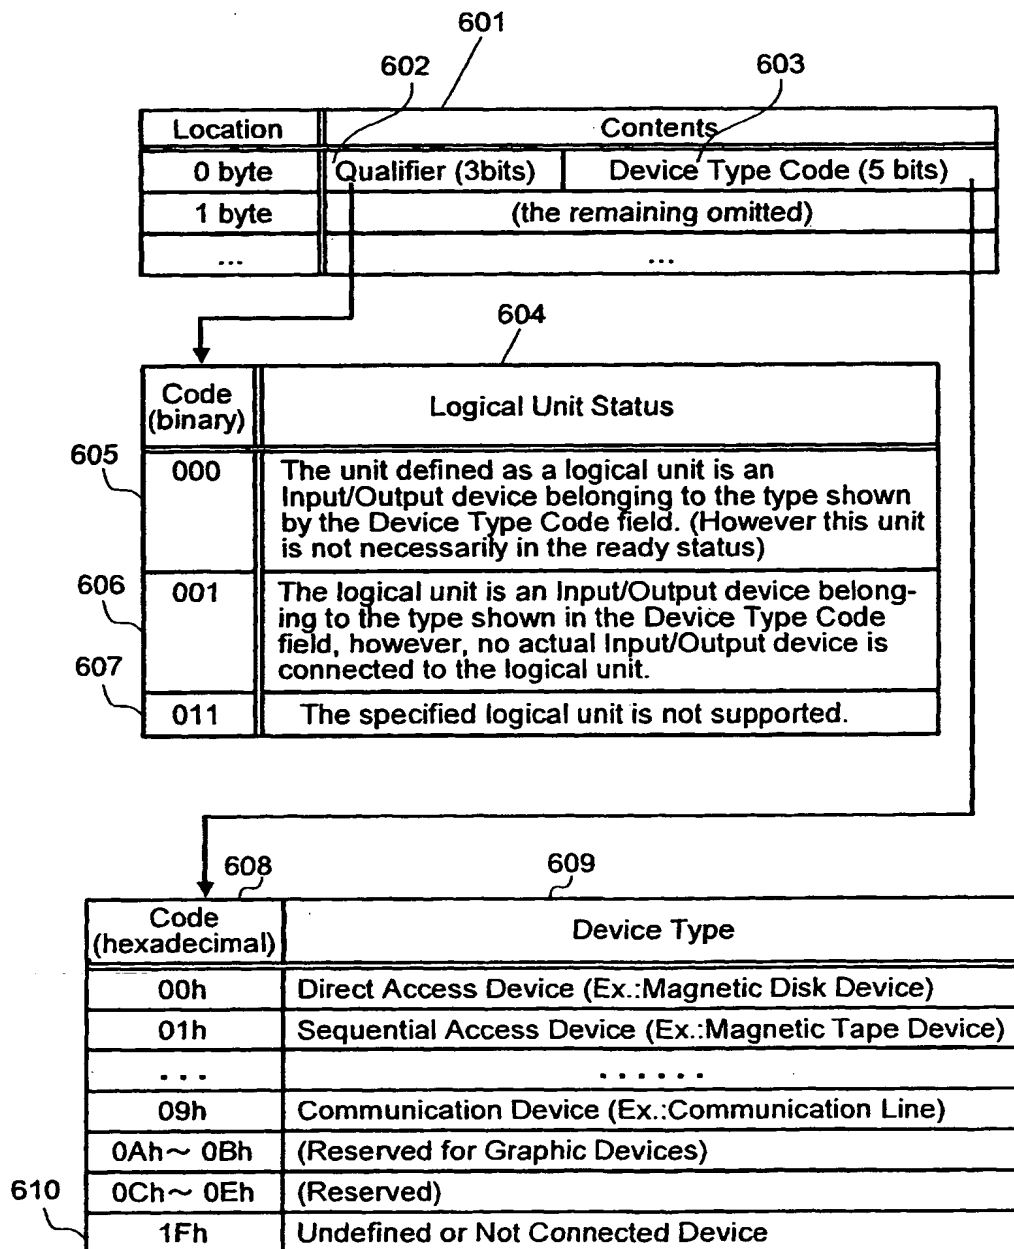 601
602
603
Location Contents
0 byte Qualifier (3bits) Device Type Code (5 bits)
1 byte (the remaining omitted)
... ...
604
Code (binary) Logical Unit Status
605
000 The unit defined as a logical unit is an
Input/Output device belonging to the type shown
by the Device Type Code field. (However this unit
is not necessarily in the ready status)
606
001 The logical unit is an Input/Output device belong-
ing to the type shown in the Device Type Code
field, however, no actual Input/Output device is
connected to the logical unit.
607
011 The specified logical unit is not supported.
608
609
Code (hexadecimal) Device Type
00h Direct Access Device (Ex.:Magnetic Disk Device)
01h Sequential Access Device (Ex.:Magnetic Tape Device)
... ......
09h Communication Device (Ex.:Communication Line)
0Ah~ 0Bh (Reserved for Graphic Devices)
0Ch~ 0Eh (Reserved)
610
1Fh Undefined or Not Connected Device